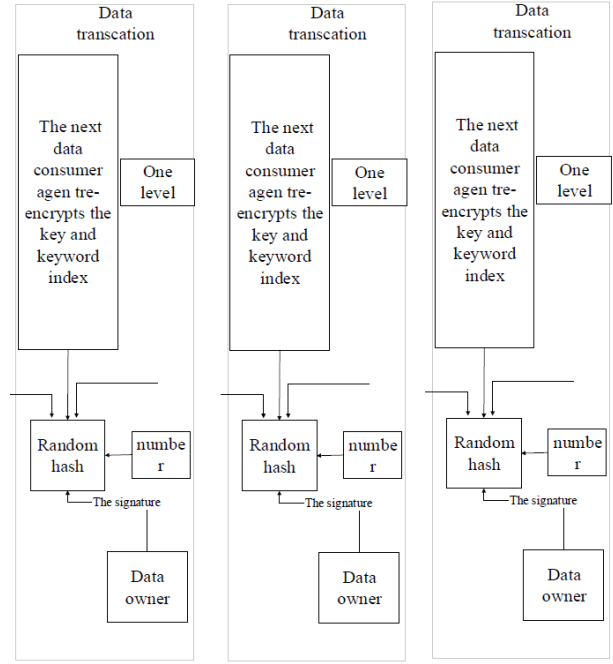 Data
transcation
The next
data
consumer
agen tre-
encrypts the
key and
keyword
index
One
level
Random
hash
numbe
r
The signature
Data
owner
Data
transcation
The next
data
consumer
agen tre-
encrypts the
key and
keyword
index
One
level
Random
hash
numbe
r
The signature
Data
owner
Data
transcation
The next
data
consumer
agen tre-
encrypts the
key and
keyword
index
One
level
Random
hash
numbe
r
The signature
Data
owner